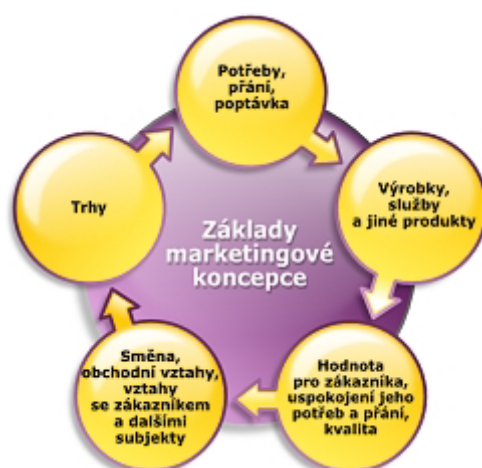 Potřeby,
přání,
poptávka
Výrobky,
služby
a jiné produkty
Hodnota
pro zákazníka,
uspokojení jeho
potřeb a přání,
kvalita
Směna,
obchodní vztahy,
vztahy
se zákazníkem
a dalšími
subjekty
Trhy
Základy
marketingové
koncepce